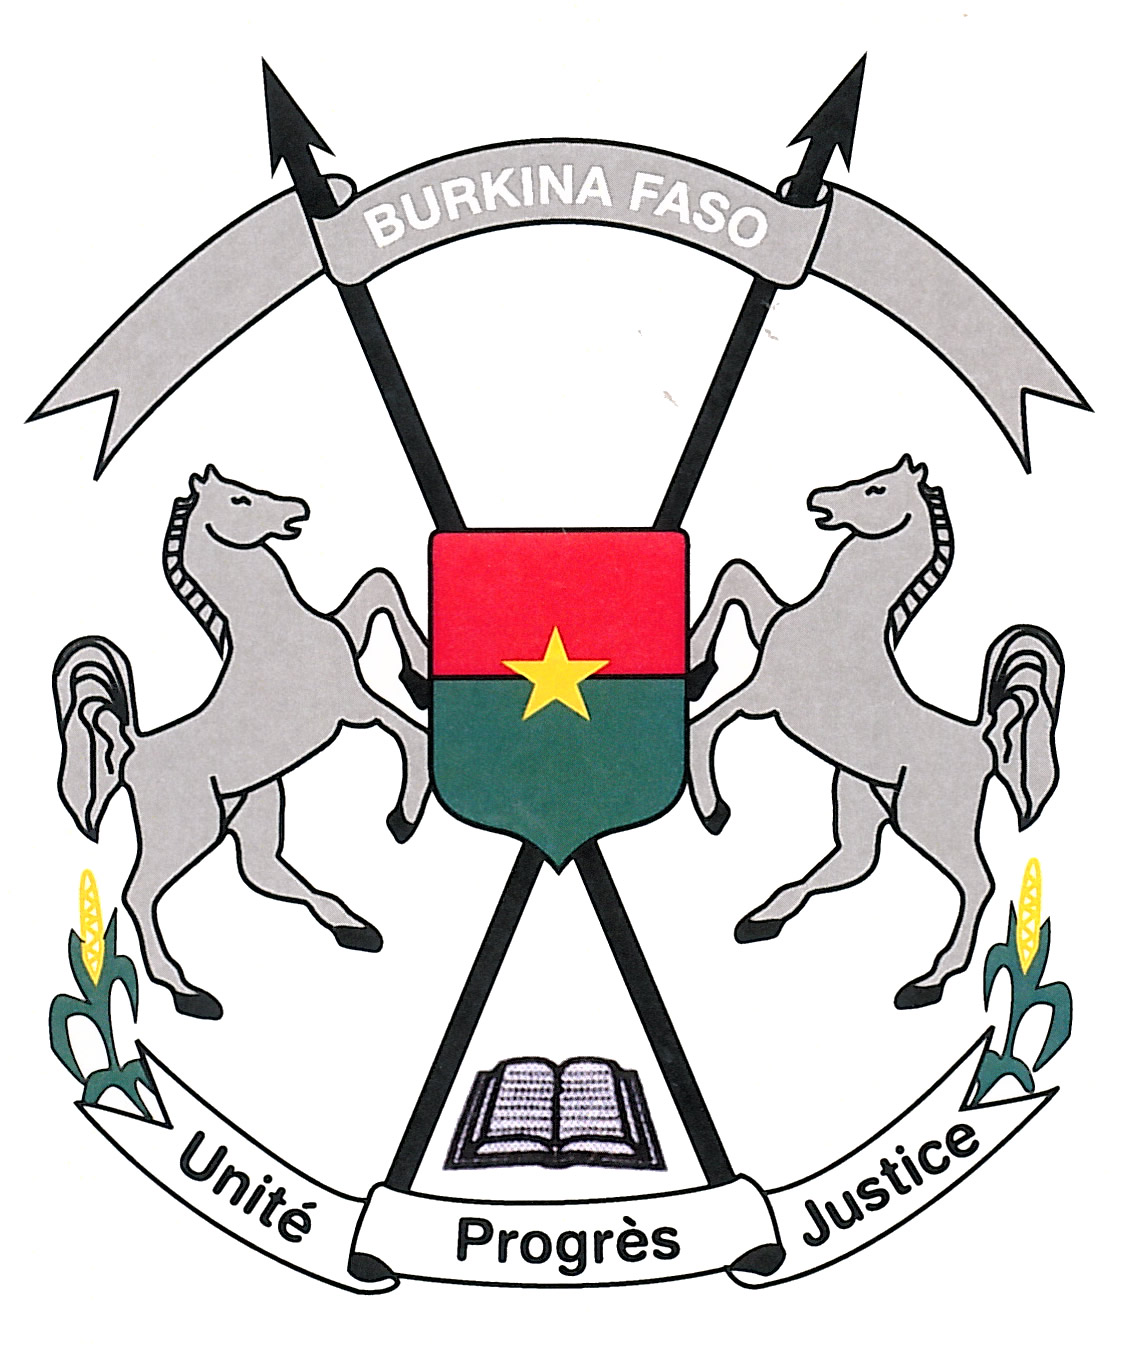 BURKINA FASO
Unité
Progrès
Justice